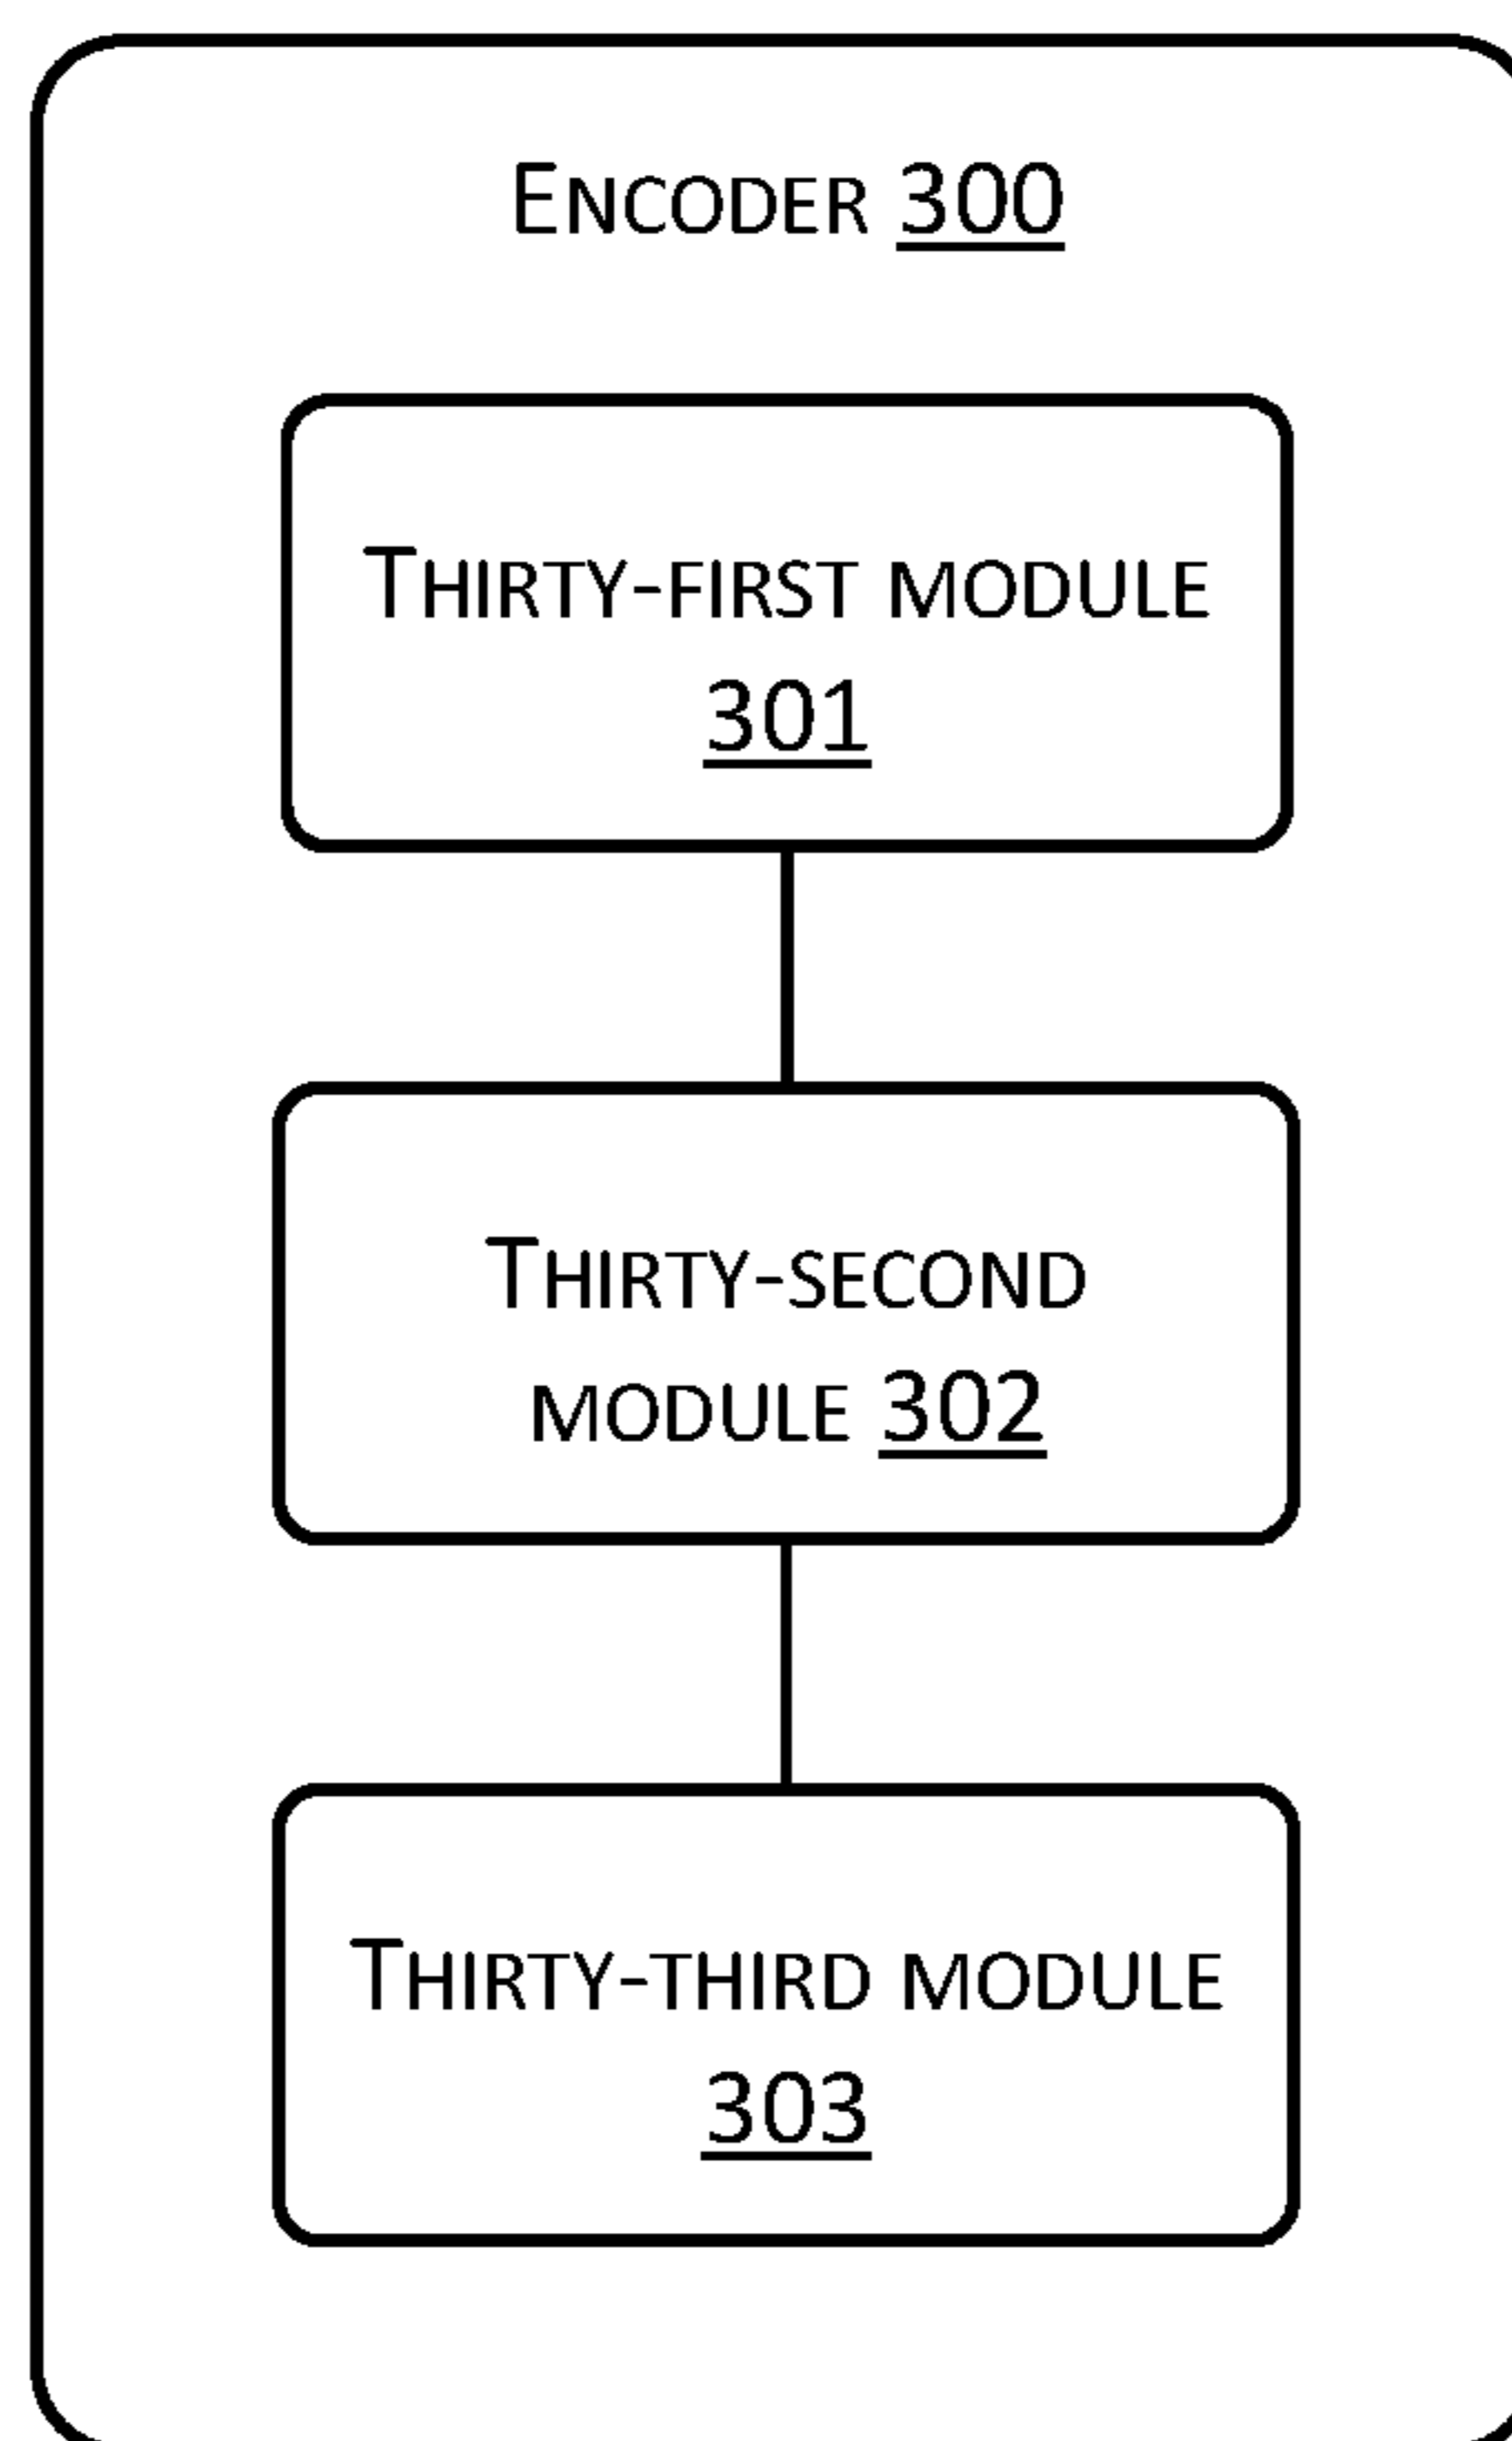 Encoder 300
Thirty-first module
301
Thirty-second
module 302
Thirty-third module
303